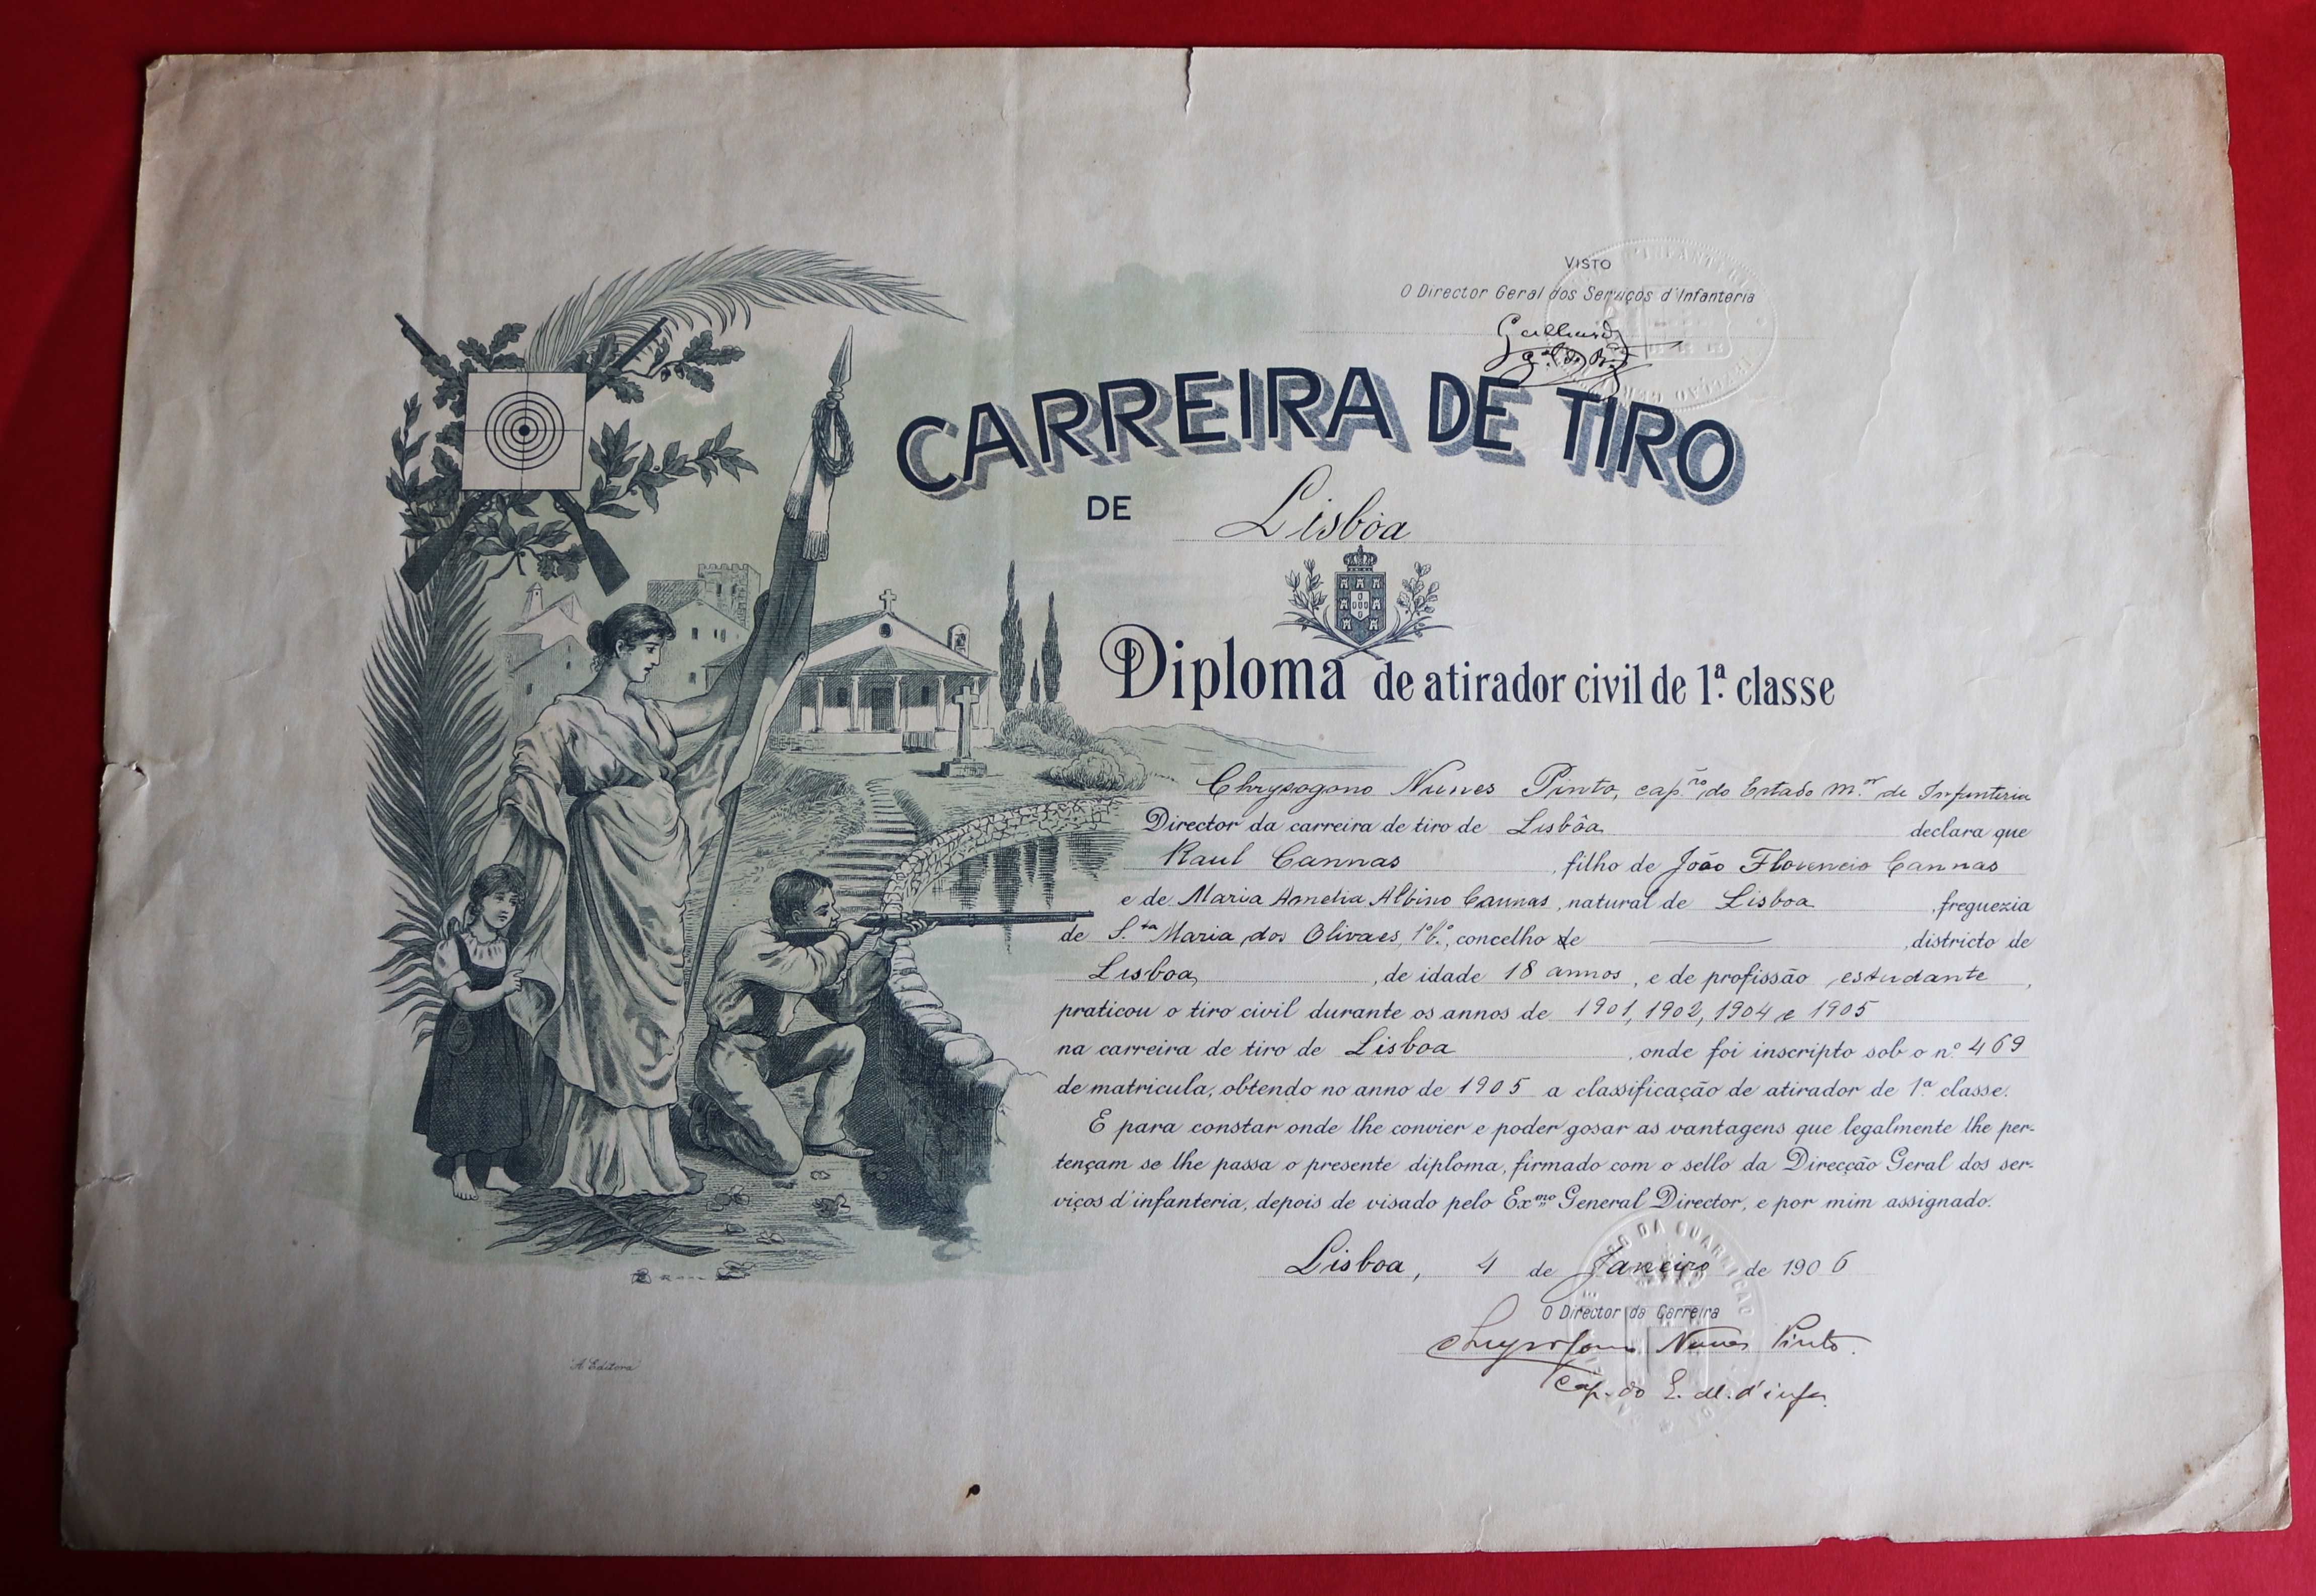 VISTO
O Director Geral dos Serviços d'Infanteria
CARREIRA DE TIRO
DE Lisbôa
Diploma de atirador civil de 1ª classe
Chrysogono Nunes Pinto, cap.ᵐᵒ do Estado M.ᵒʳ de Infanteria
Director da carreira de tiro de Lisbôa declara que
Raul Cannas, filho de João Florencio Cannas
e de Maria Amelia Albino Cannas, natural de Lisboa, freguezia
de S.ᵗᵃ Maria dos Olivaes, 1º b.º, concelho de ——, districto de
Lisboa, de idade 18 annos, e de profissão estudante,
praticou o tiro civil durante os annos de 1901, 1902, 1904 e 1905
na carreira de tiro de Lisboa, onde foi inscripto sob o nº 469
de matricula, obtendo no anno de 1905 a classificação de atirador de 1ª classe.
E para constar onde lhe convier e poder gosar as vantagens que legalmente lhe per-
tençam se lhe passa o presente diploma, firmado com o sello da Direcção Geral dos ser-
viços d'infanteria, depois de visado pelo Exᵐᵒ General Director, e por mim assignado.
Lisboa, 4 de Janeiro de 1906
O Director da Carreira
Chrysogono Nunes Pinto.
Cap. do E. M. d'infa.
"A Editora"